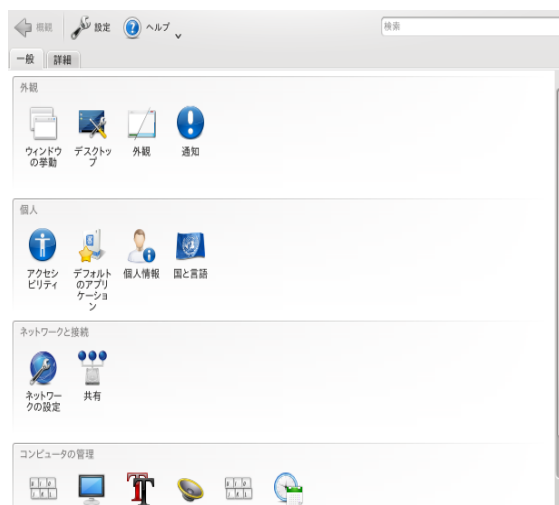 概観 設定 ヘルプ 検索
一般 詳細
外観
ウィンドウ
の挙動
デスクトッ
プ
外観
通知
個人
アクセシ
ビリティ
デフォルト
のアプリ
ケーショ
ン
個人情報
国と言語
ネットワークと接続
ネットワー
クの設定
共有
コンピュータの管理